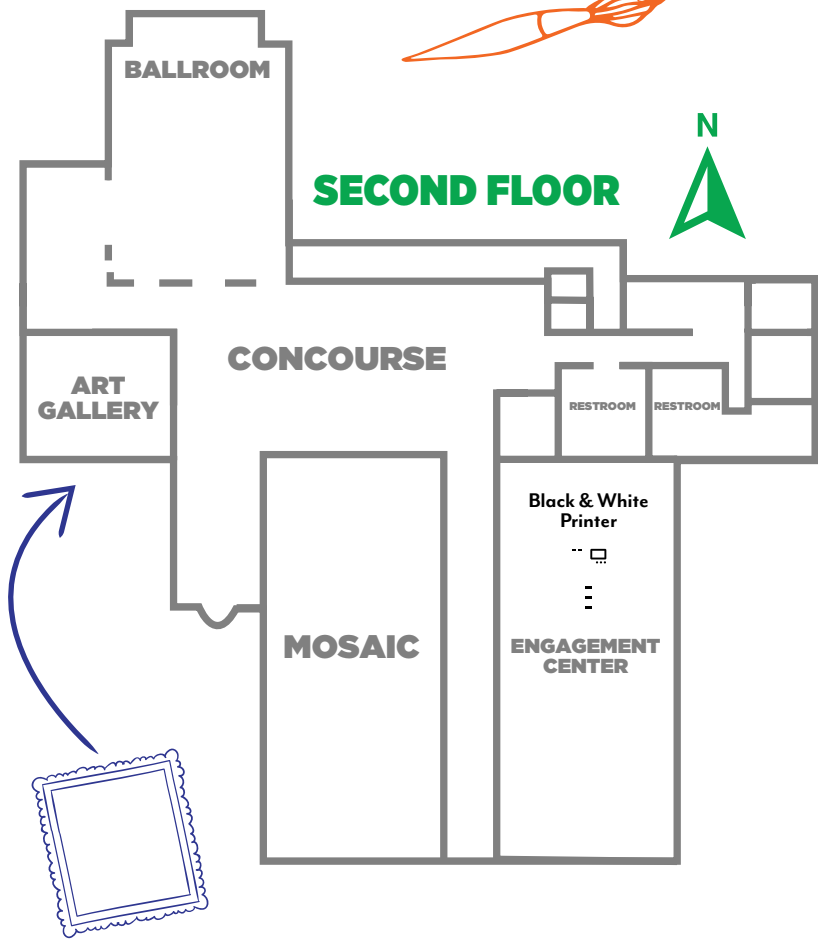 BALLROOM
N
SECOND FLOOR
CONCOURSE
ART
GALLERY
RESTROOM
RESTROOM
Black & White
Printer
MOSAIC
ENGAGEMENT
CENTER